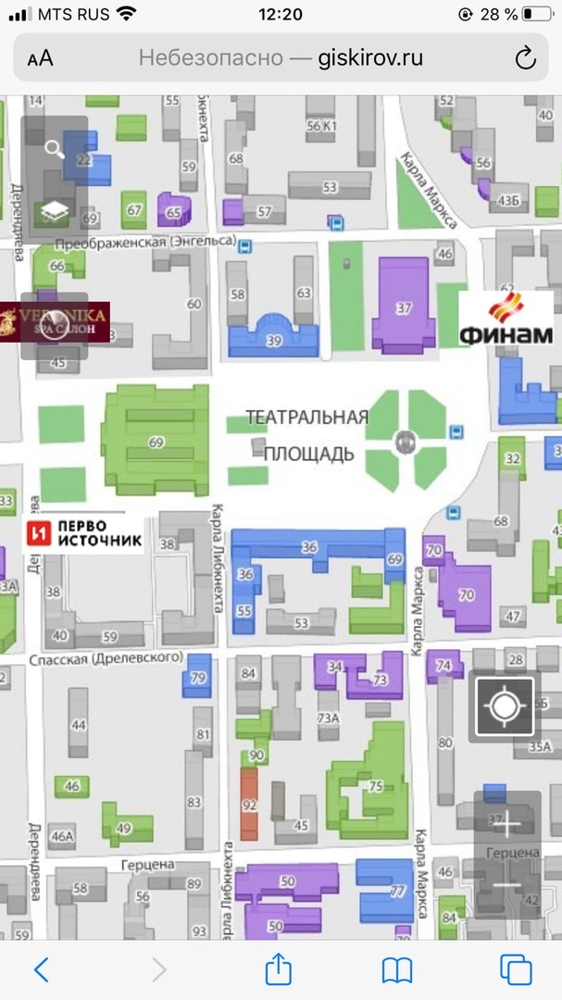 MTS RUS
12:20
28 %
AA
Небезопасно — giskirov.ru
14
55
52
40
56 К1
22
59
68
56
53
43Б
Карла Маркса
Деренднева
67
65
69
57
Преображенская (Энгельса)
46
66
58
63
60
37
62
39
VERONIKA
SPA САЛОН
ФИНАМ
45
69
ТЕАТРАЛЬНАЯ
ПЛОЩАДЬ
32
33
68
ПЕРВО
ИСТОЧНИК
38
Карла Либкнехта
36
69
70
36
38
33А
55
53
70
47
Карла Маркса
40
59
Спасская (Дрелевского)
79
84
34
73
74
28
44
81
73А
80
35А
90
46
83
92
75
49
45
46А
37
Дерендяева
Герцена
Карла Либкнехта
Карла Маркса
Герцена
58
56
89
50
77
46
42
93
50
84
59